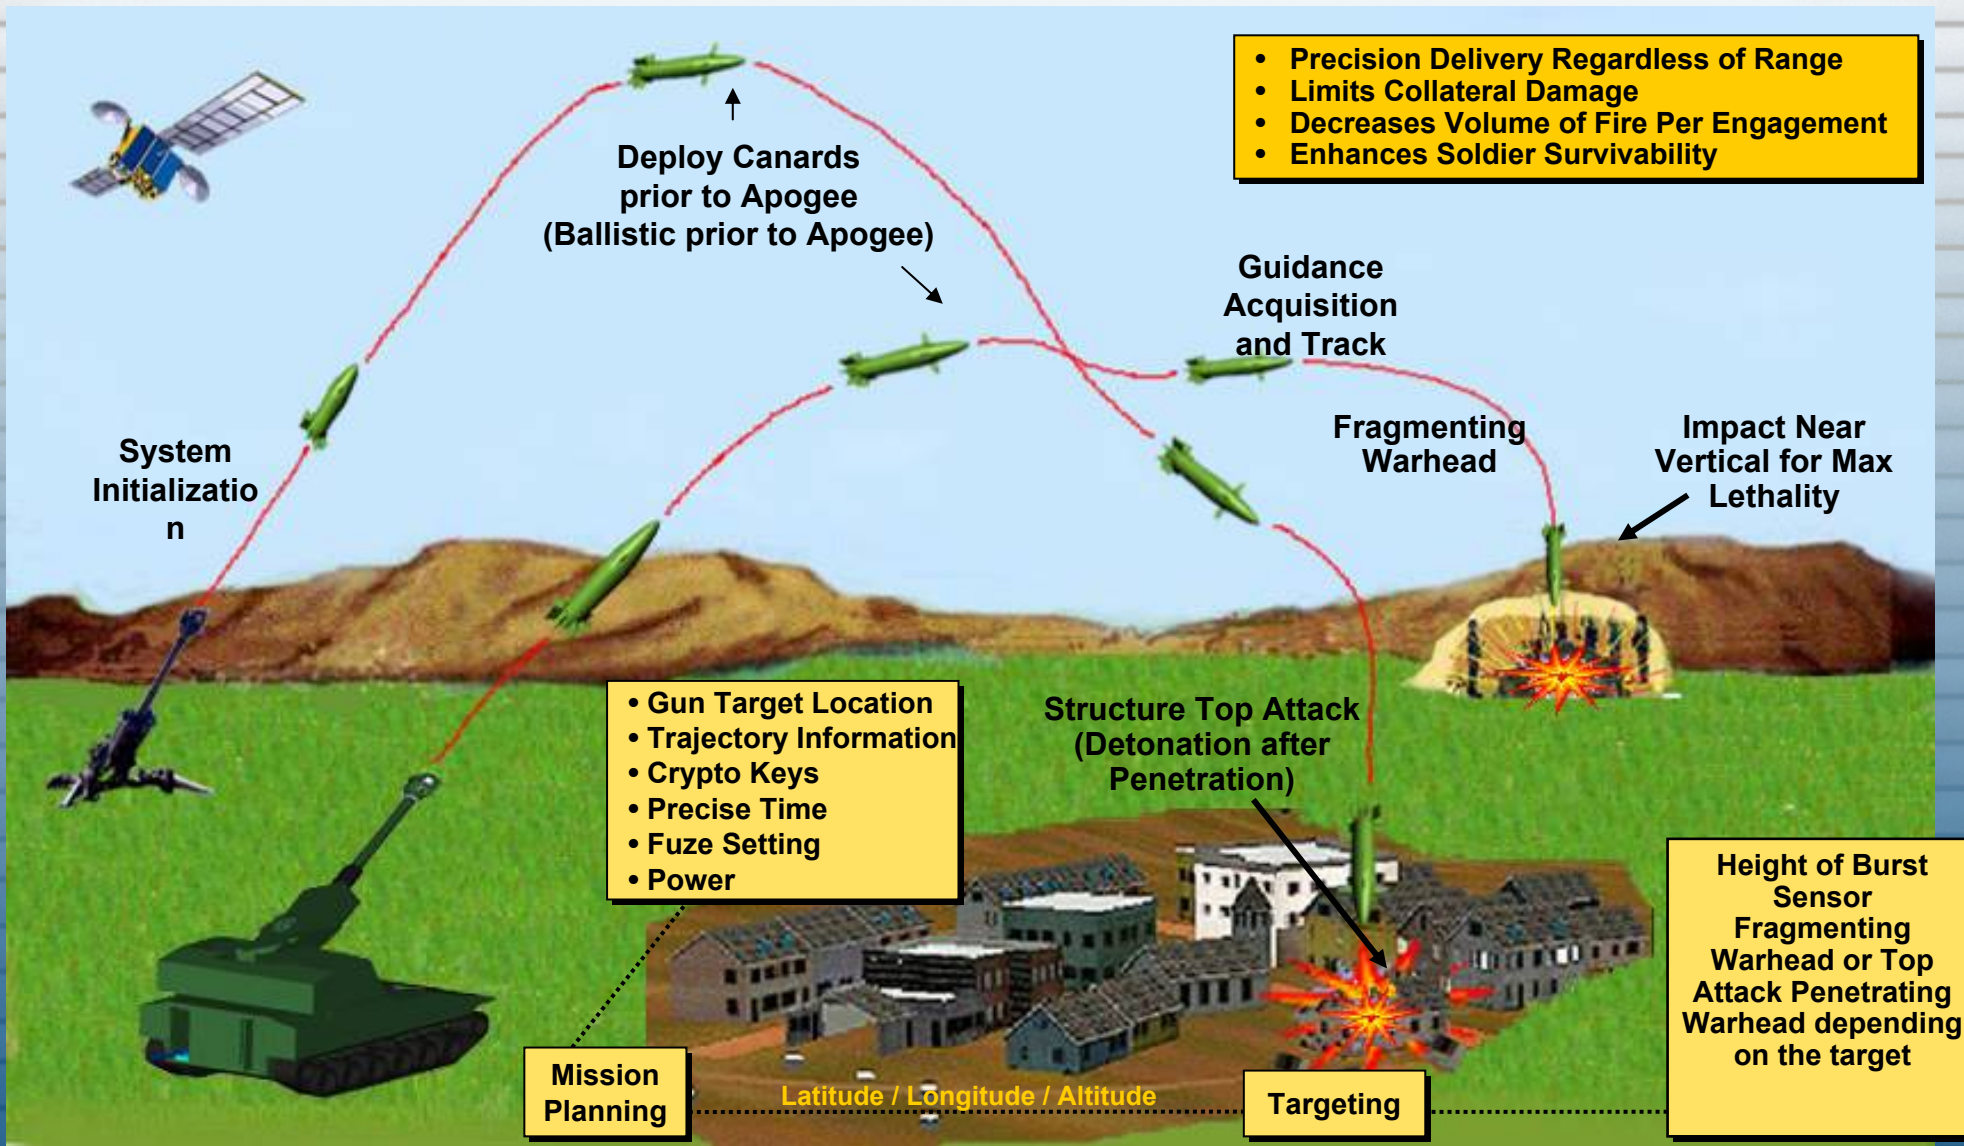 • Precision Delivery Regardless of Range
• Limits Collateral Damage
• Decreases Volume of Fire Per Engagement
• Enhances Soldier Survivability
Deploy Canards
prior to Apogee
(Ballistic prior to Apogee)
Guidance
Acquisition
and Track
System
Initializatio
n
Fragmenting
Warhead
Impact Near
Vertical for Max
Lethality
• Gun Target Location
• Trajectory Information
• Crypto Keys
• Precise Time
• Fuze Setting
• Power
Structure Top Attack
(Detonation after
Penetration)
Height of Burst
Sensor
Fragmenting
Warhead or Top
Attack Penetrating
Warhead depending
on the target
Mission
Planning
Latitude / Longitude / Altitude
Targeting